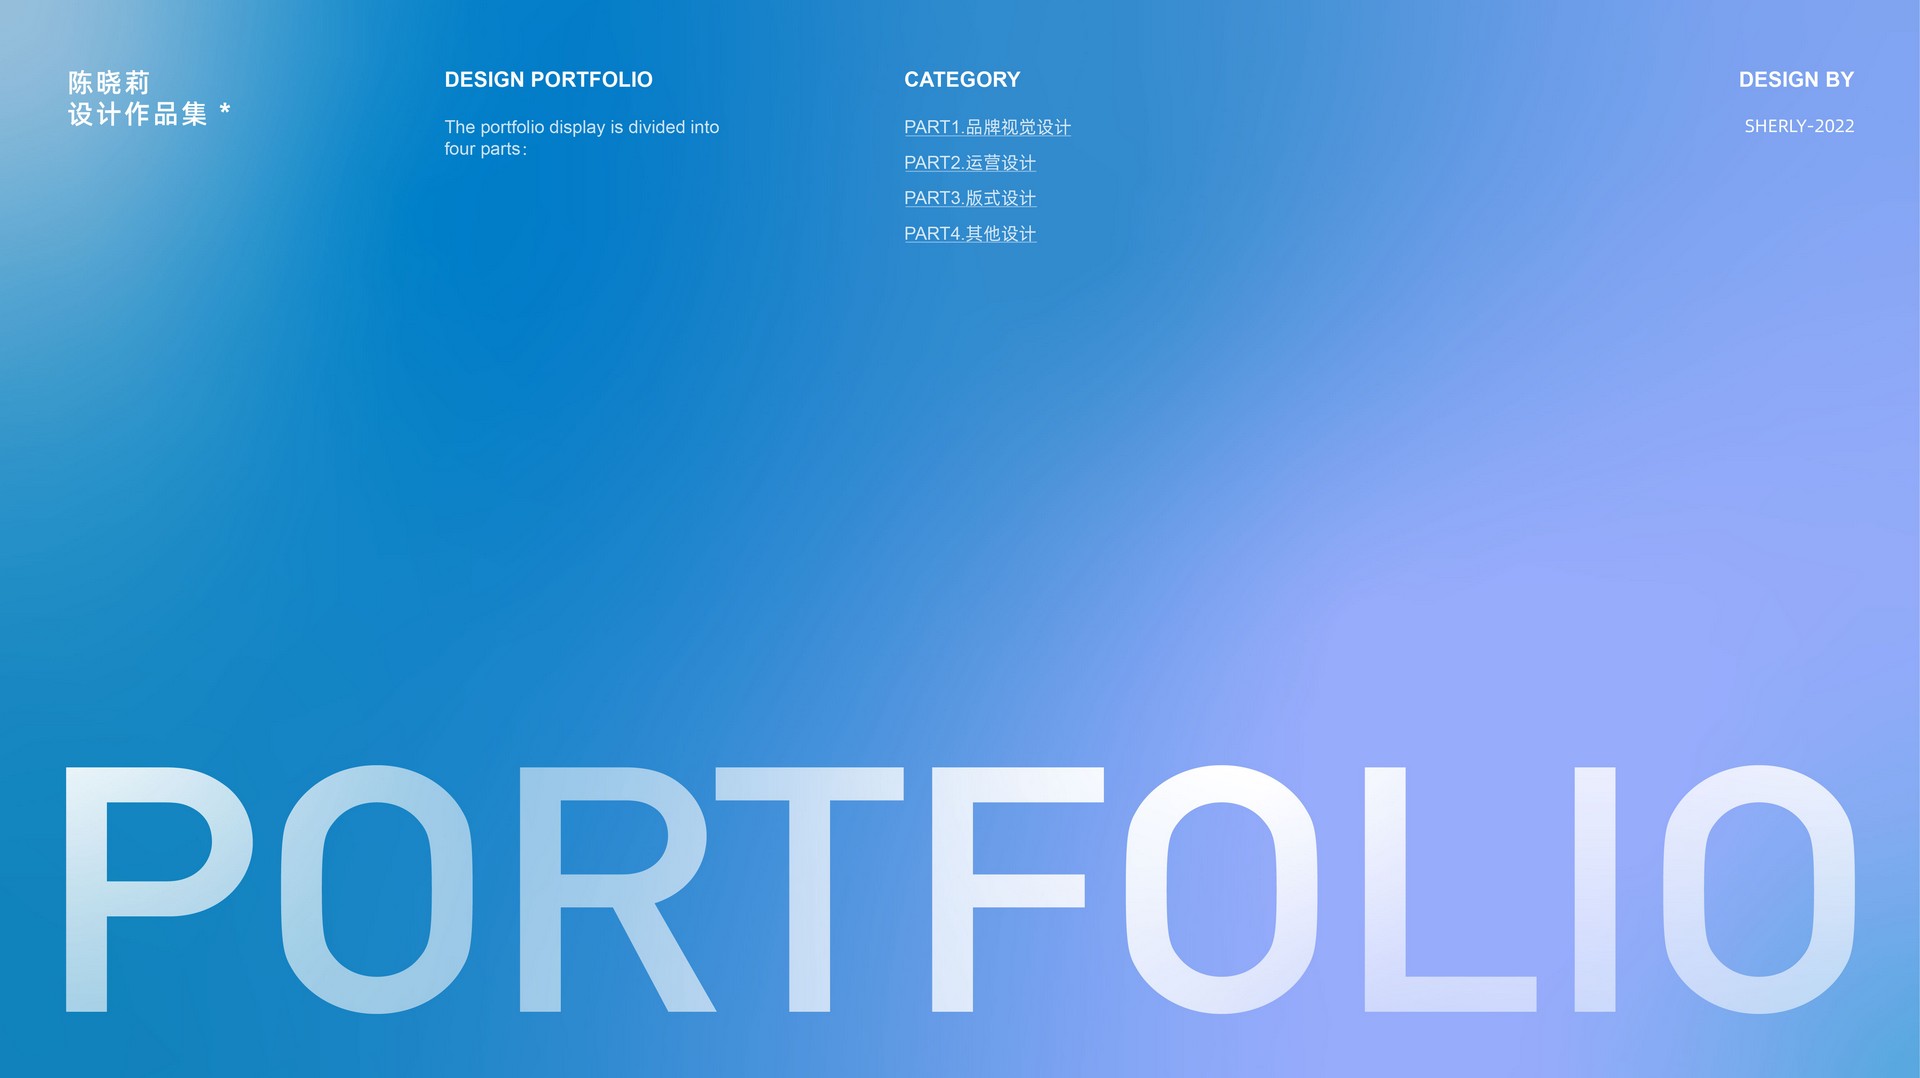 陈晓莉
设计作品集 *
DESIGN PORTFOLIO
The portfolio display is divided into
four parts:
CATEGORY
PART1.品牌视觉设计
PART2.运营设计
PART3.版式设计
PART4.其他设计
DESIGN BY
SHERLY-2022
PORTFOLIO